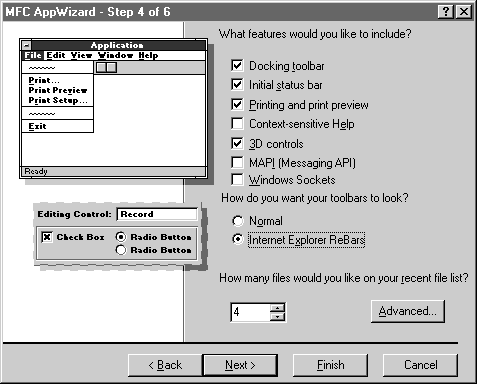 MFC AppWizard - Step 4 of 6
Application
File Edit View Window Help
Print...
Print Preview
Print Setup...
Exit
Ready
Editing Control: Record
Check Box
Radio Button
Radio Button
What features would you like to include?
Docking toolbar
Initial status bar
Printing and print preview
Context-sensitive Help
3D controls
MAPI (Messaging API)
Windows Sockets
How do you want your toolbars to look?
Normal
Internet Explorer ReBars
How many files would you like on your recent file list?
4
Advanced...
< Back
Next >
Finish
Cancel